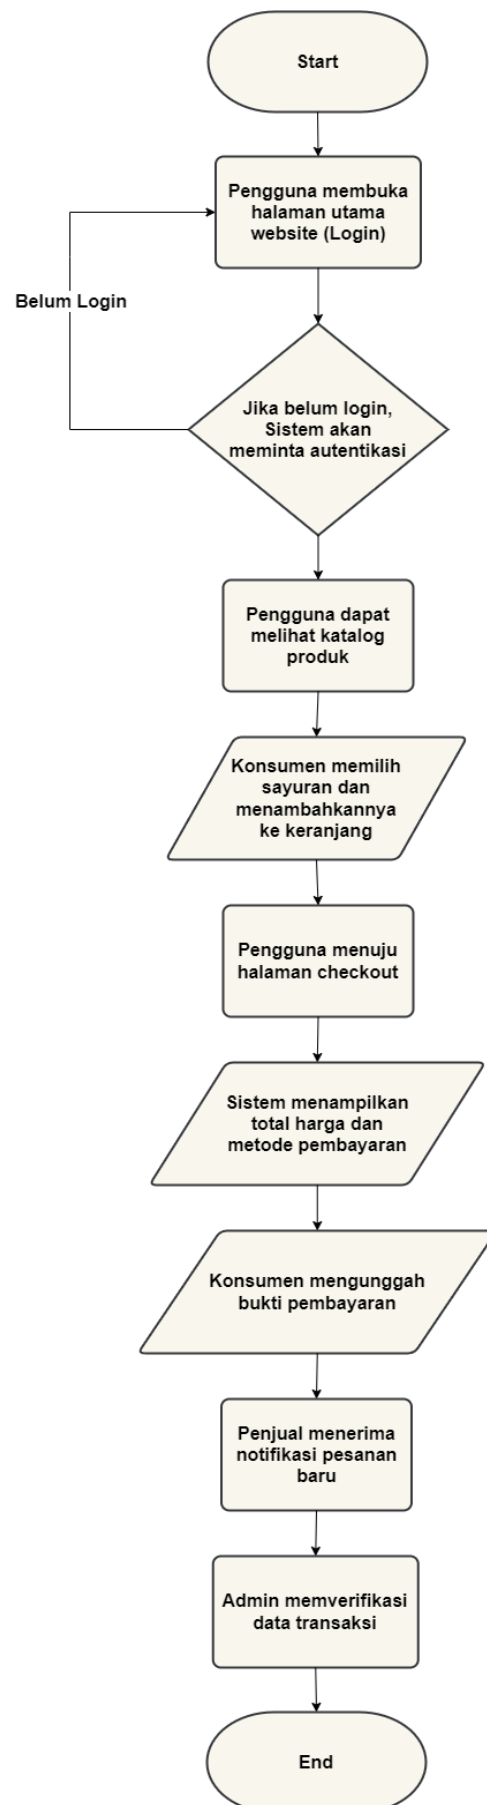 Start
Pengguna membuka
halaman utama
website (Login)
Belum Login
Jika belum login,
Sistem akan
meminta autentikasi
Pengguna dapat
melihat katalog
produk
Konsumen memilih
sayuran dan
menambahkannya
ke keranjang
Pengguna menuju
halaman checkout
Sistem menampilkan
total harga dan
metode pembayaran
Konsumen mengunggah
bukti pembayaran
Penjual menerima
notifikasi pesanan
baru
Admin memverifikasi
data transaksi
End